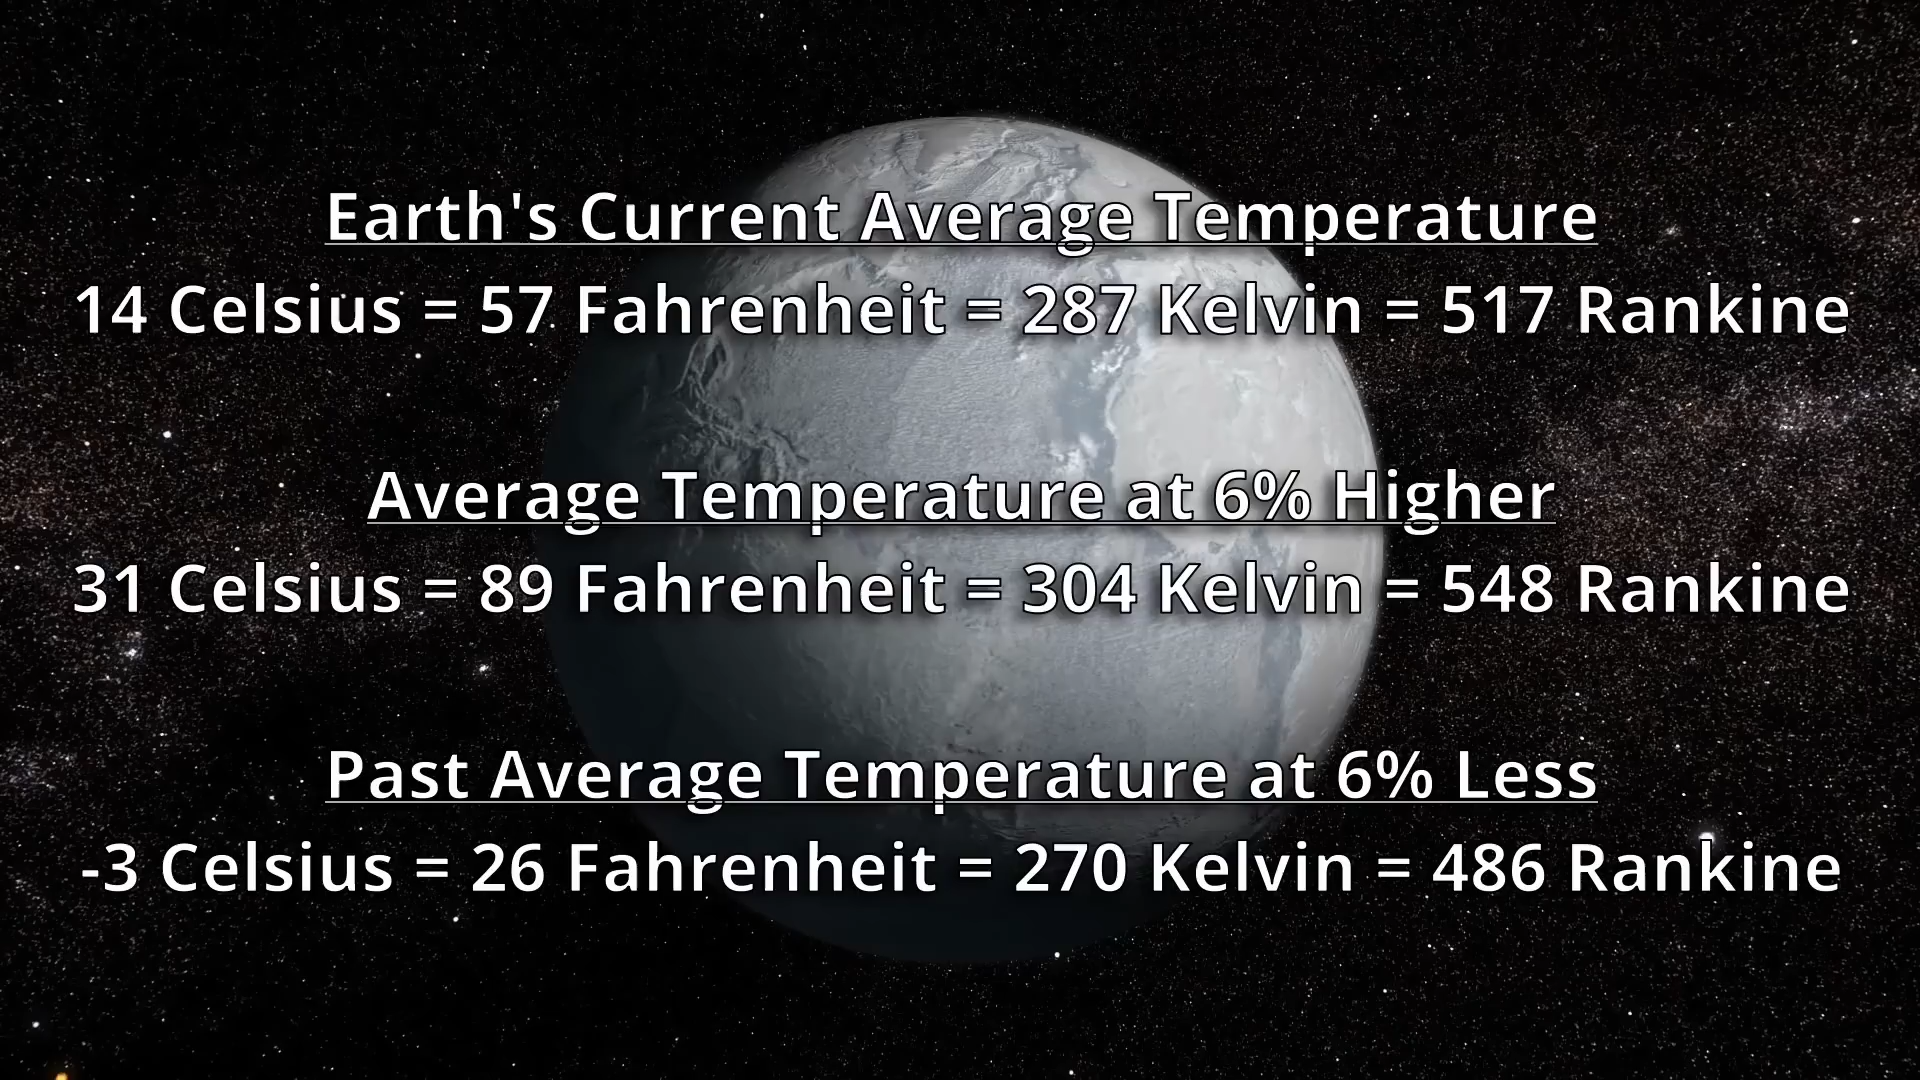 Earth's Current Average Temperature
14 Celsius = 57 Fahrenheit = 287 Kelvin = 517 Rankine
Average Temperature at 6% Higher
31 Celsius = 89 Fahrenheit = 304 Kelvin = 548 Rankine
Past Average Temperature at 6% Less
-3 Celsius = 26 Fahrenheit = 270 Kelvin = 486 Rankine